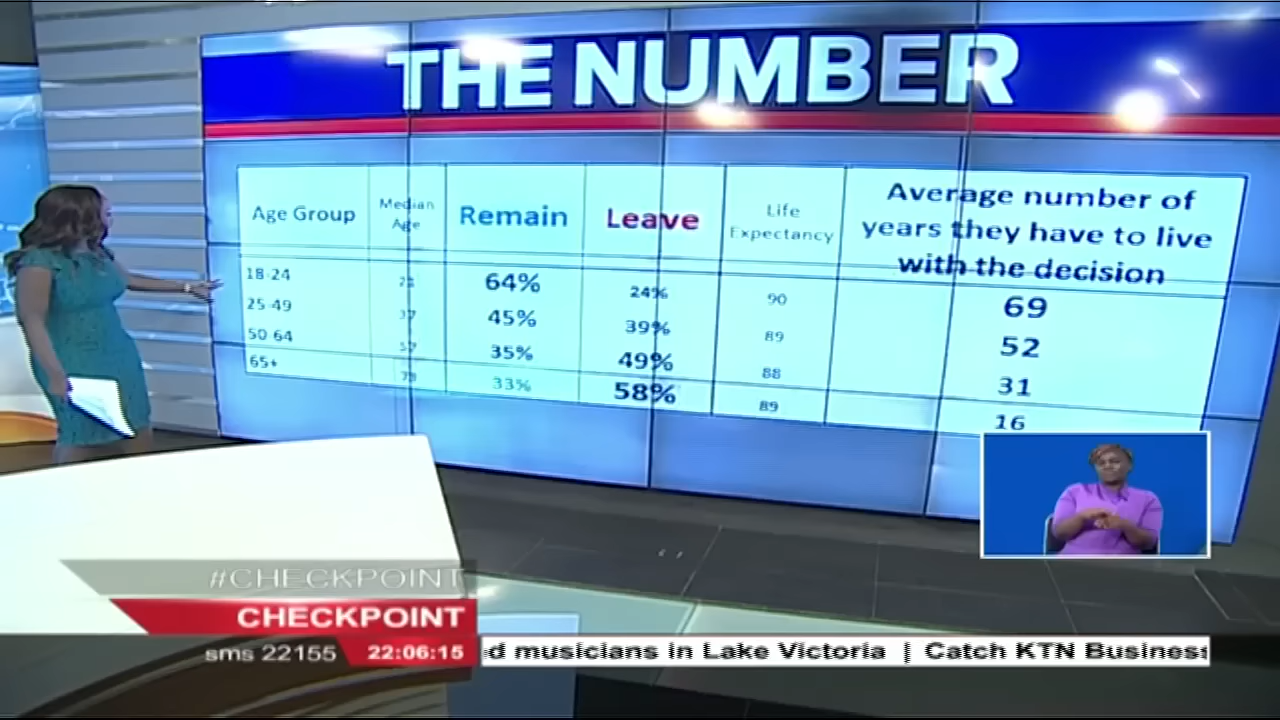 THE NUMBER
Age Group Median Age Remain Leave Life Expectancy Average number of years they have to live with the decision
18-24 64% 24% 90 69
25-49 37 45% 39% 89 52
50-64 57 35% 49% 88 31
65+ 33% 58% 89 16
#CHECKPOINT
CHECKPOINT
sms 22155 22:06:15 musicians in Lake Victoria | Catch KTN Business